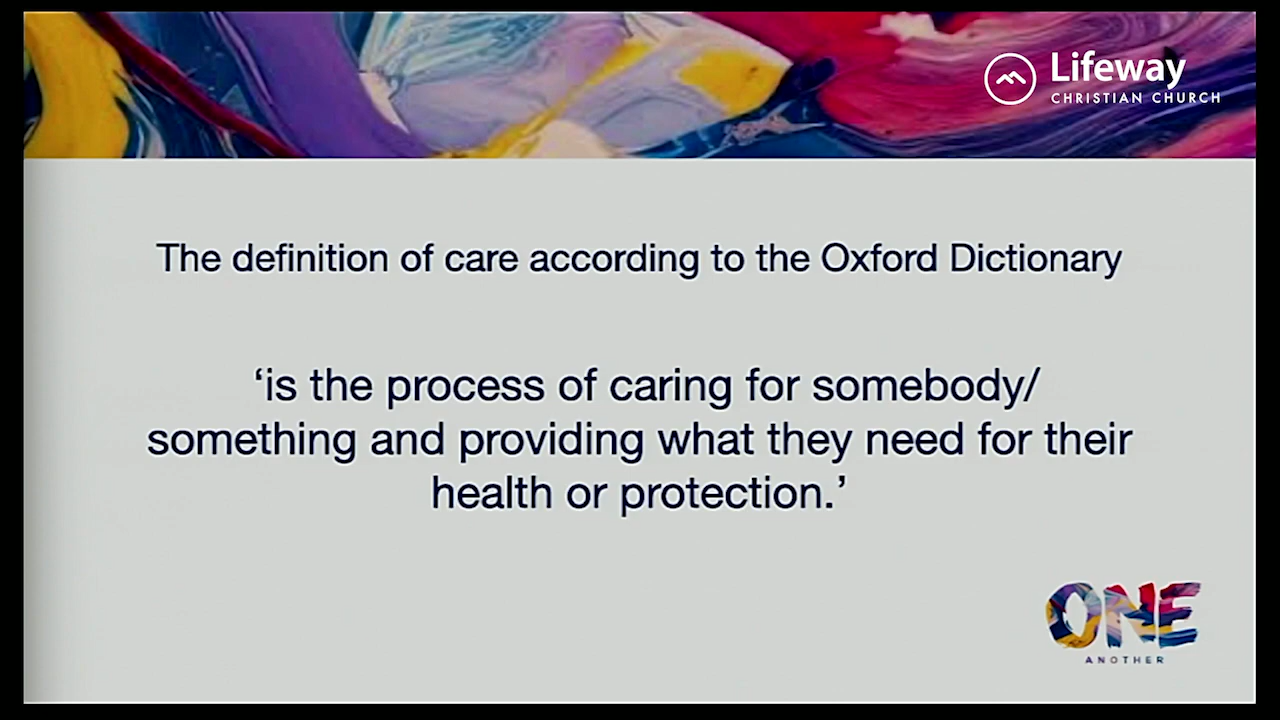 Lifeway
CHRISTIAN CHURCH
The definition of care according to the Oxford Dictionary
‘is the process of caring for somebody/
something and providing what they need for their
health or protection.’
ONE
ANOTHER